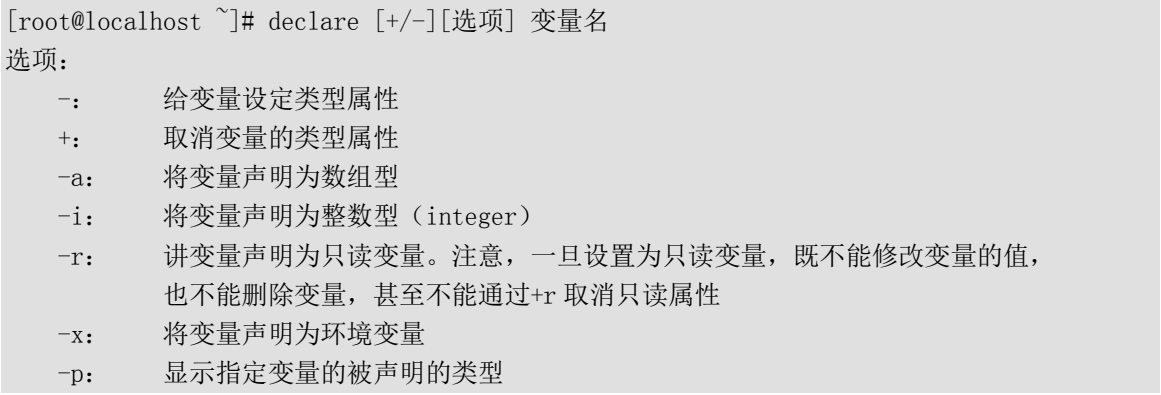 [root@localhost ~]# declare [+/-][选项] 变量名
选项：
-： 给变量设定类型属性
+： 取消变量的类型属性
-a： 将变量声明为数组型
-i： 将变量声明为整数型（integer）
-r： 讲变量声明为只读变量。注意，一旦设置为只读变量，既不能修改变量的值，
也不能删除变量，甚至不能通过+r 取消只读属性
-x： 将变量声明为环境变量
-p： 显示指定变量的被声明的类型